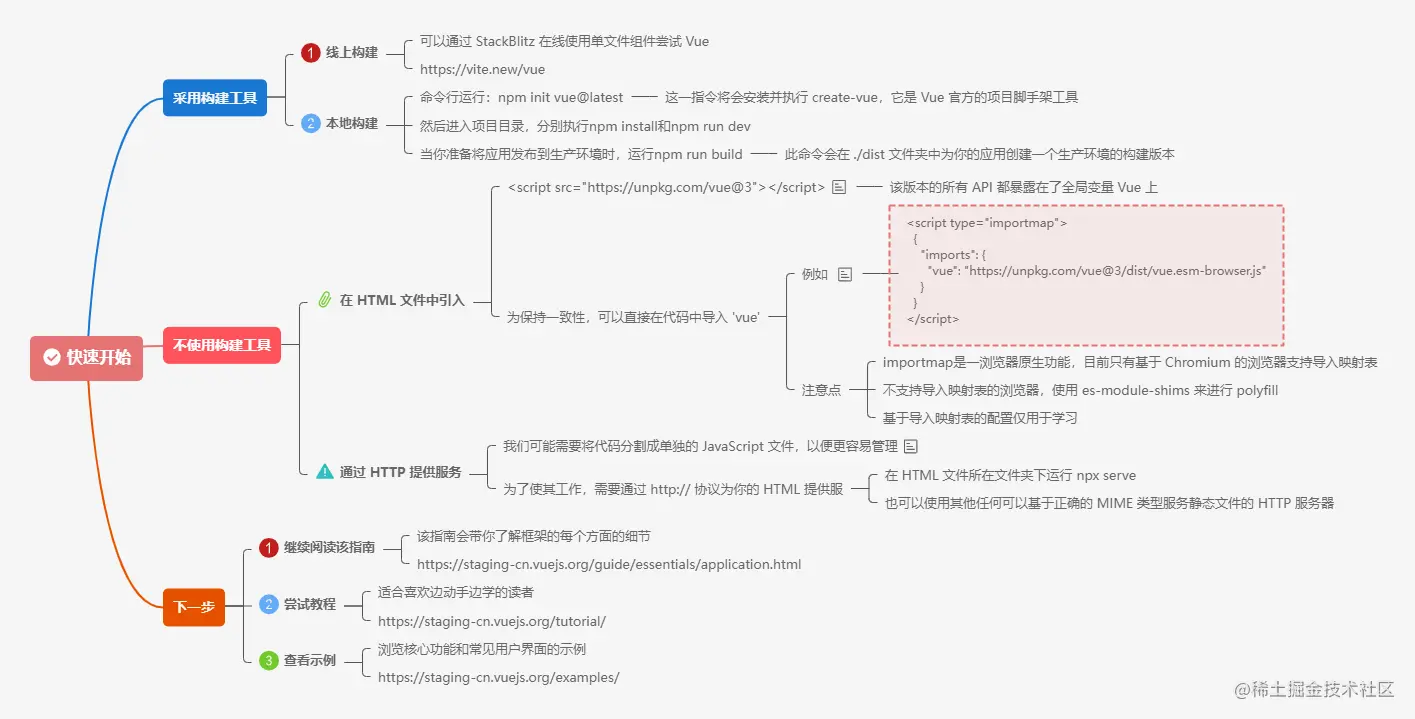 快速开始
采用构建工具
1 线上构建
可以通过 StackBlitz 在线使用单文件组件尝试 Vue
https://vite.new/vue
2 本地构建
命令行运行：npm init vue@latest
这一指令将会安装并执行 create-vue，它是 Vue 官方的项目脚手架工具
然后进入项目目录，分别执行npm install和npm run dev
当你准备将应用发布到生产环境时，运行npm run build
此命令会在 ./dist 文件夹中为你的应用创建一个生产环境的构建版本
不使用构建工具
在 HTML 文件中引入
<script src="https://unpkg.com/vue@3"></script>
该版本的所有 API 都暴露在了全局变量 Vue 上
为保持一致性，可以直接在代码中导入 'vue'
例如
<script type="importmap">
{
"imports": {
"vue": "https://unpkg.com/vue@3/dist/vue.esm-browser.js"
}
}
</script>
注意点
importmap是一浏览器原生功能，目前只有基于 Chromium 的浏览器支持导入映射表
不支持导入映射表的浏览器，使用 es-module-shims 来进行 polyfill
基于导入映射表的配置仅用于学习
通过 HTTP 提供服务
我们可能需要将代码分割成单独的 JavaScript 文件，以便更容易管理
为了使其工作，需要通过 http:// 协议为你的 HTML 提供服
在 HTML 文件所在文件夹下运行 npx serve
也可以使用其他任何可以基于正确的 MIME 类型服务静态文件的 HTTP 服务器
下一步
1 继续阅读该指南
该指南会带你了解框架的每个方面的细节
https://staging-cn.vuejs.org/guide/essentials/application.html
2 尝试教程
适合喜欢边动手边学的读者
https://staging-cn.vuejs.org/tutorial/
3 查看示例
浏览核心功能和常见用户界面的示例
https://staging-cn.vuejs.org/examples/
@稀土掘金技术社区